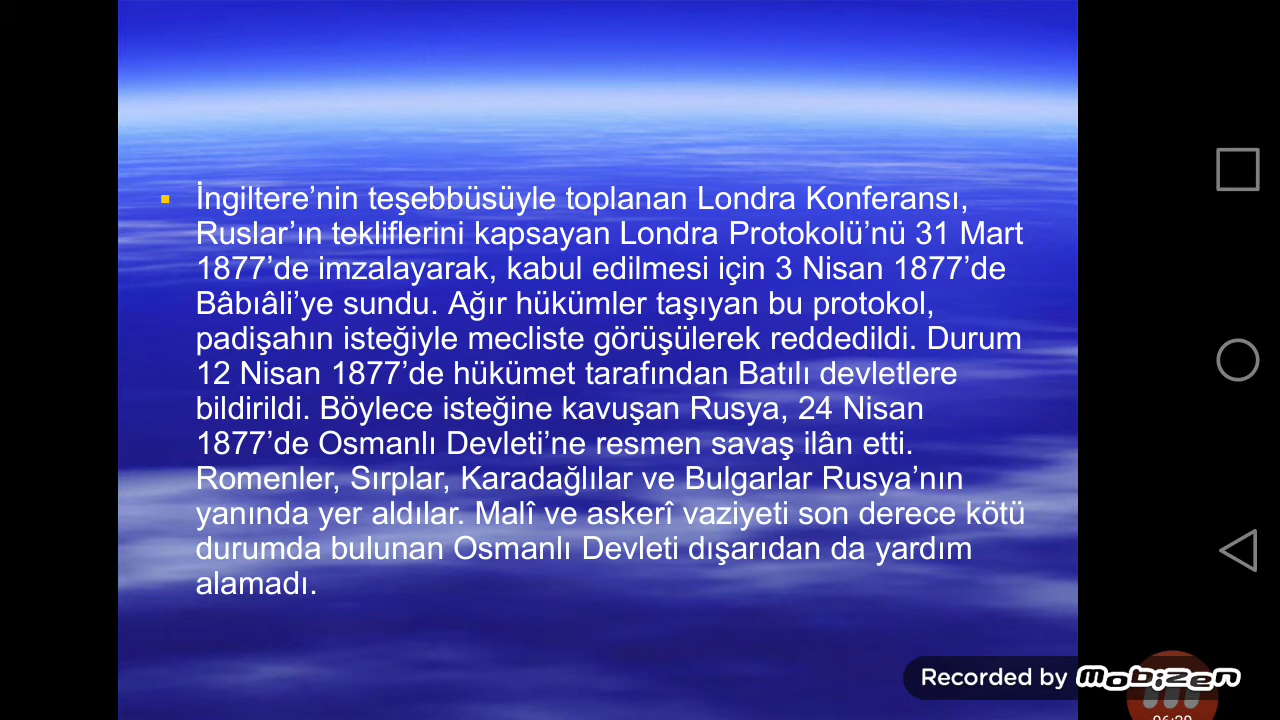 İngiltere’nin teşebbüsüyle toplanan Londra Konferansı,
Ruslar’ın tekliflerini kapsayan Londra Protokolü’nü 31 Mart
1877’de imzalayarak, kabul edilmesi için 3 Nisan 1877’de
Bâbıâli’ye sundu. Ağır hükümler taşıyan bu protokol,
padişahın isteğiyle mecliste görüşülerek reddedildi. Durum
12 Nisan 1877’de hükümet tarafından Batılı devletlere
bildirildi. Böylece isteğine kavuşan Rusya, 24 Nisan
1877’de Osmanlı Devleti’ne resmen savaş ilân etti.
Romenler, Sırplar, Karadağlılar ve Bulgarlar Rusya’nın
yanında yer aldılar. Malî ve askerî vaziyeti son derece kötü
durumda bulunan Osmanlı Devleti dışarıdan da yardım
alamadı.
Recorded by mobizen